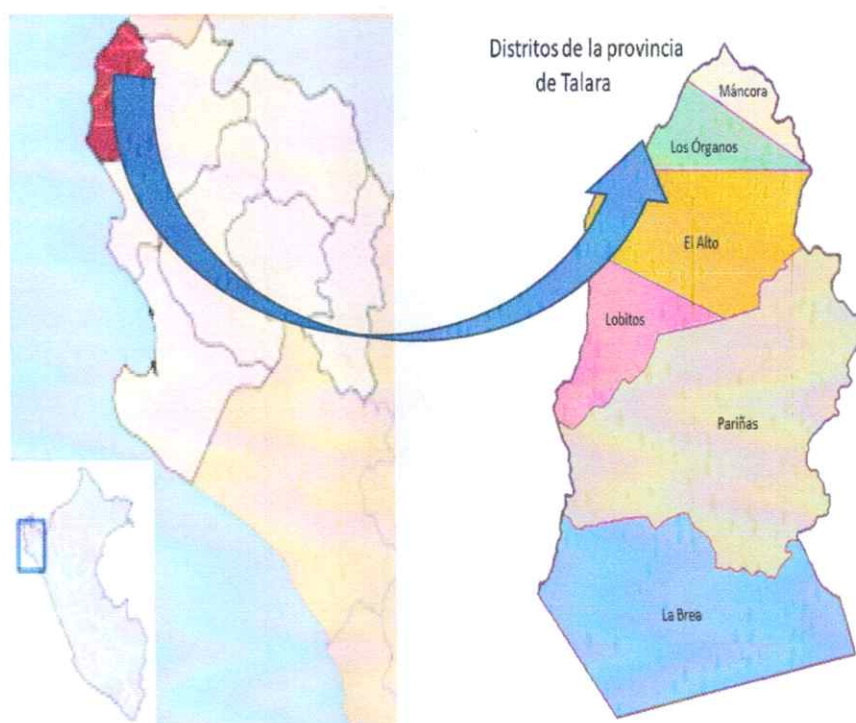 Distritos de la provincia
de Talara
Máncora
Los Órganos
El Alto
Lobitos
Pariñas
La Brea